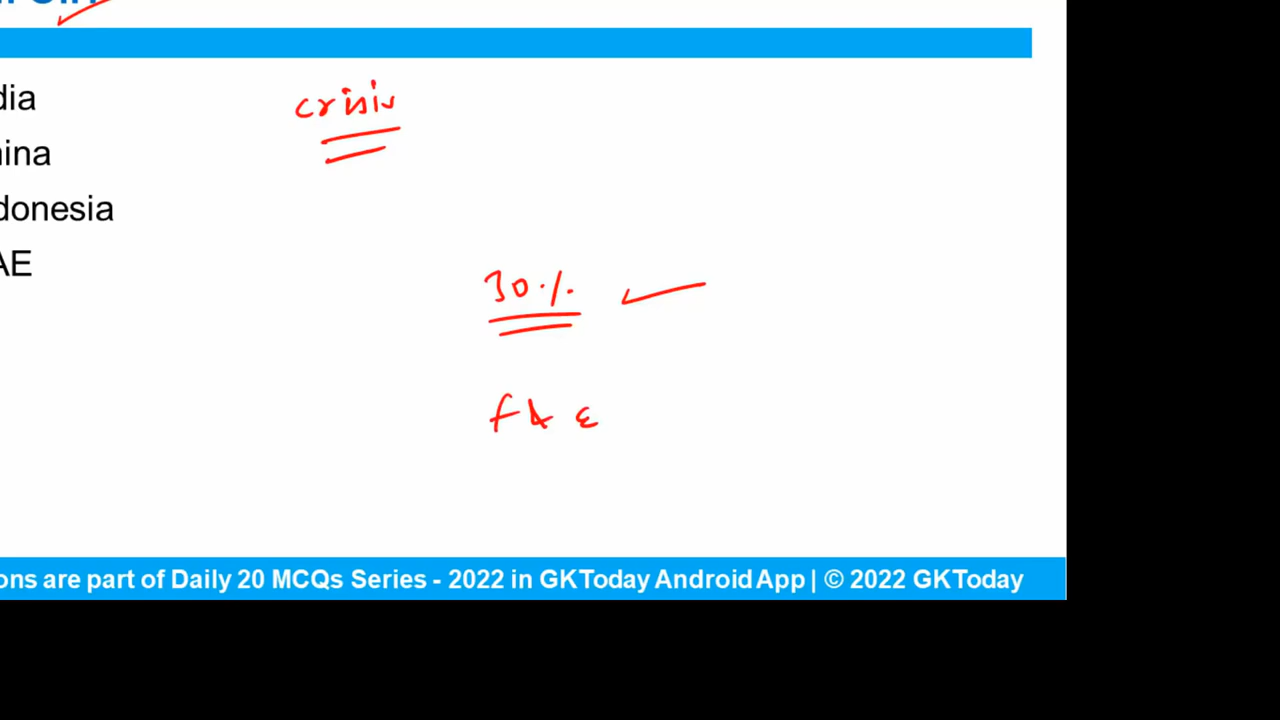 dia
crisis
hina
donesia
AE
30%
ons are part of Daily 20 MCQs Series - 2022 in GKToday Android App | © 2022 GKToday